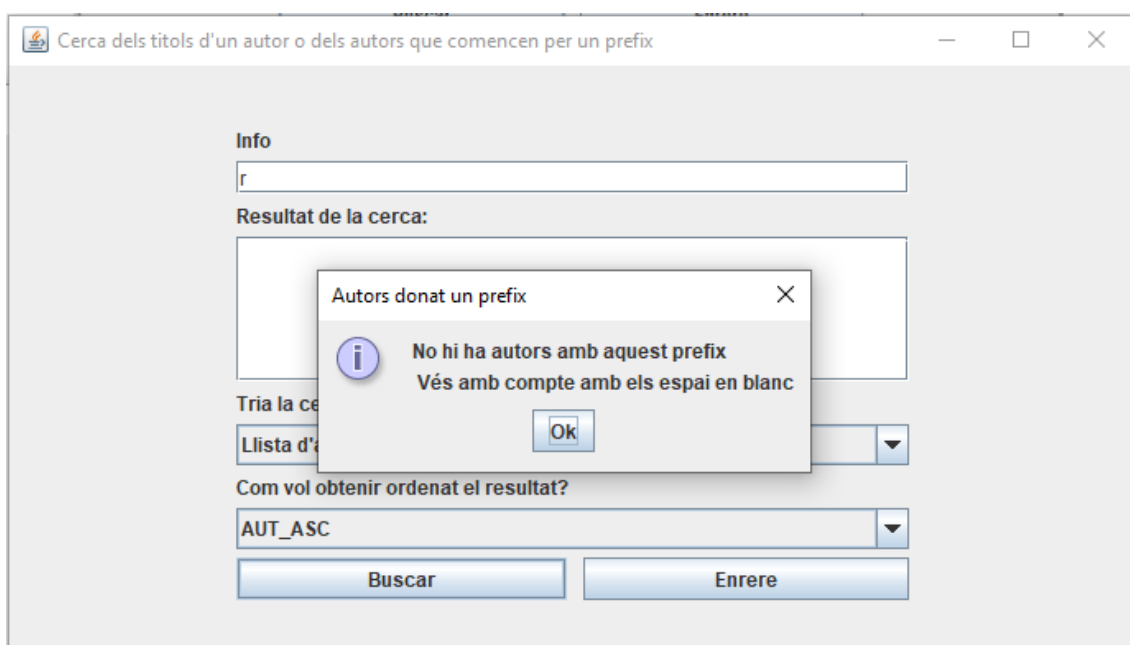 Cerca dels titols d'un autor o dels autors que comencen per un prefix
Info
r
Resultat de la cerca:
Autors donat un prefix
No hi ha autors amb aquest prefix
Vés amb compte amb els espai en blanc
Ok
Tria la
Llista
Com vol obtenir ordenat el resultat?
AUT_ASC
Buscar Enrere